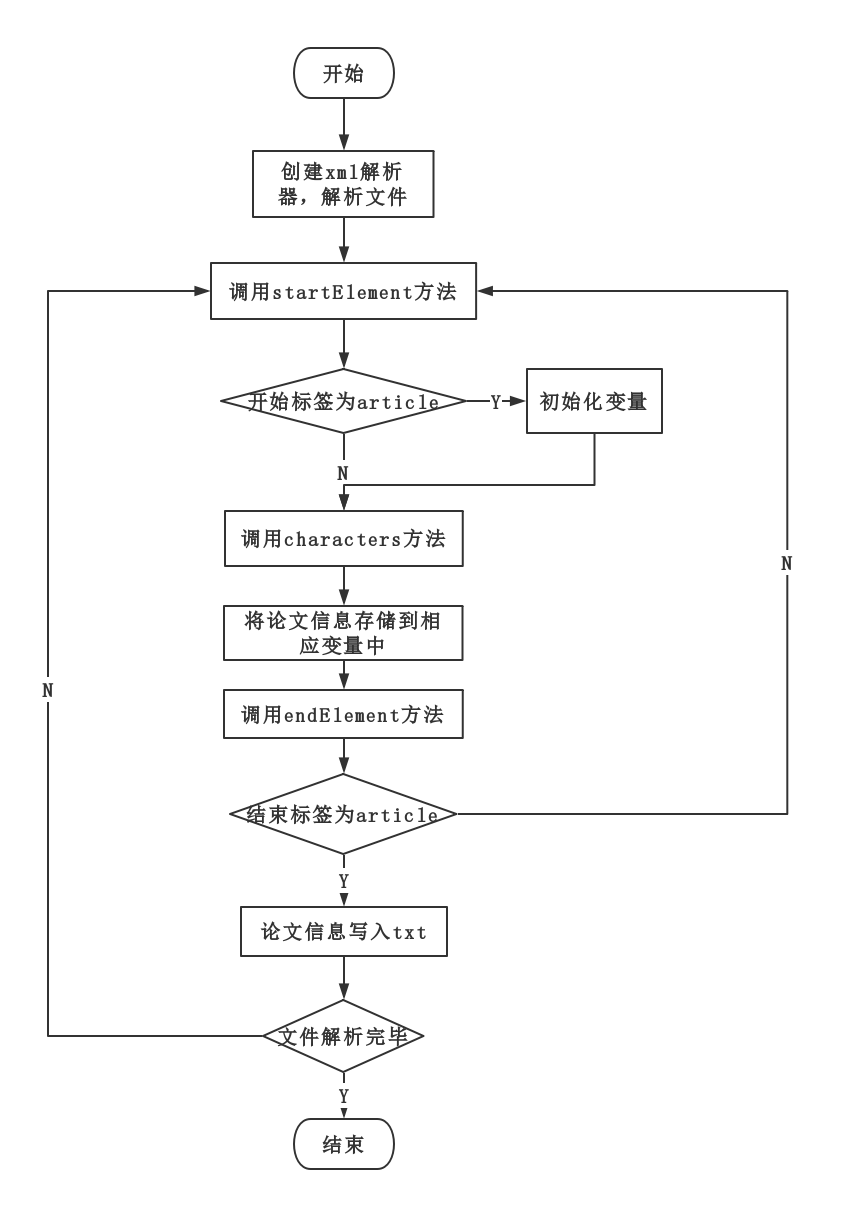 开始
创建xml解析
器，解析文件
调用startElement方法
开始标签为article
Y
初始化变量
N
调用characters方法
N
将论文信息存储到相
应变量中
N
调用endElement方法
结束标签为article
Y
论文信息写入txt
文件解析完毕
Y
结束